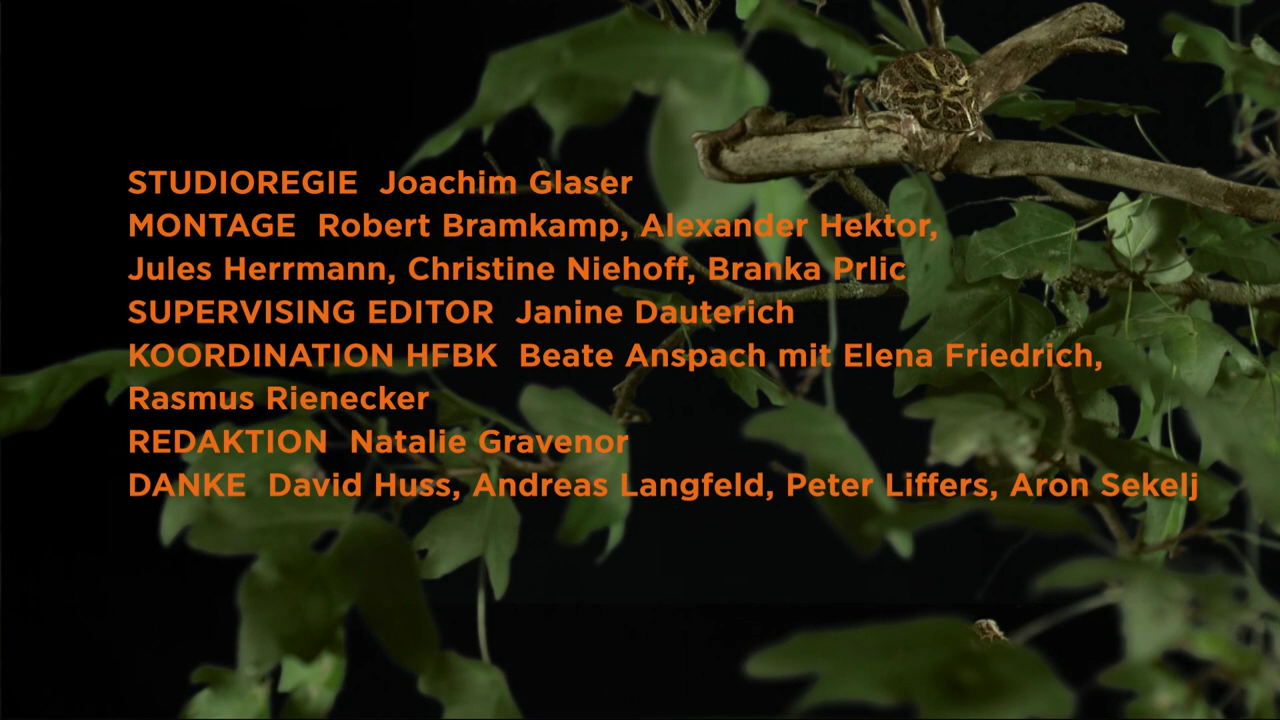 STUDIOREGIE Joachim Glaser
MONTAGE Robert Bramkamp, Alexander Hektor,
Jules Herrmann, Christine Niehoff, Branka Prlic
SUPERVISING EDITOR Janine Dauterich
KOORDINATION HFBK Beate Anspach mit Elena Friedrich,
Rasmus Rienecker
REDAKTION Natalie Gravenor
DANKE David Huss, Andreas Langfeld, Peter Liffers, Aron Sekelj